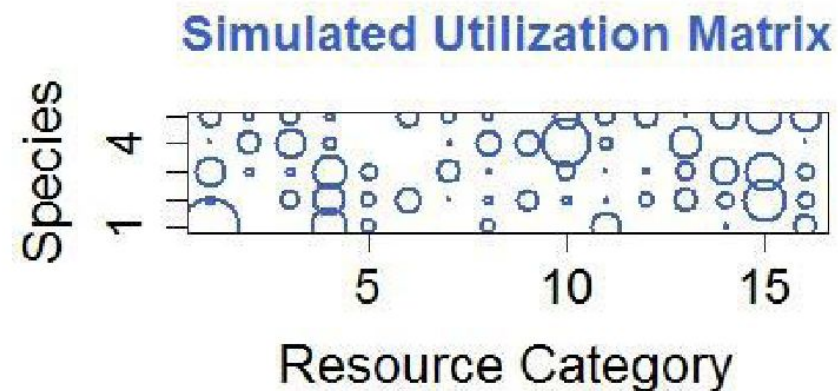 Simulated Utilization Matrix
Species
4
1
5 10 15
Resource Category